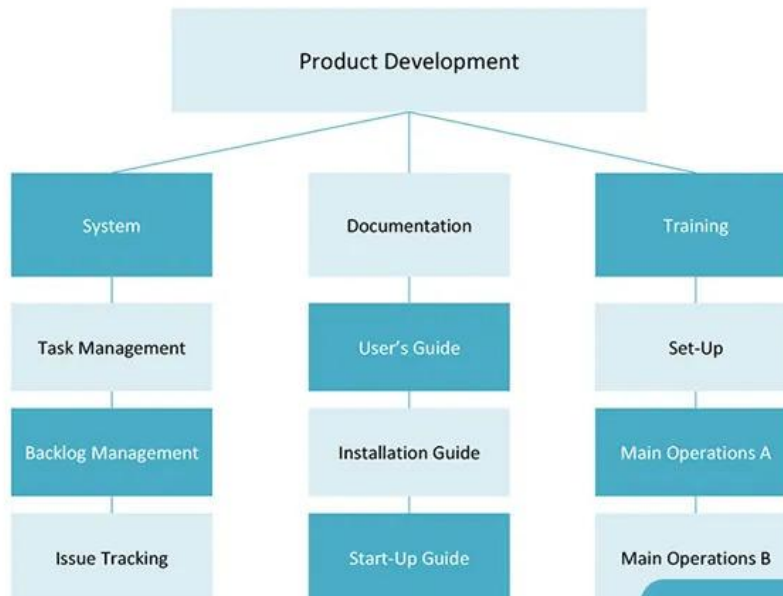 Product Development
System
Documentation
Training
Task Management
User's Guide
Set-Up
Backlog Management
Installation Guide
Main Operations A
Issue Tracking
Start-Up Guide
Main Operations B